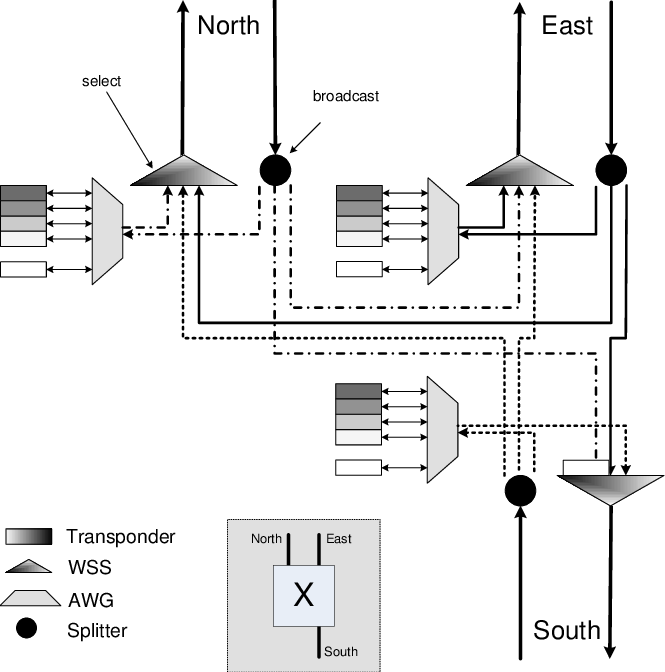 North
East
select
broadcast
Transponder
WSS
AWG
Splitter
North
East
X
South
South